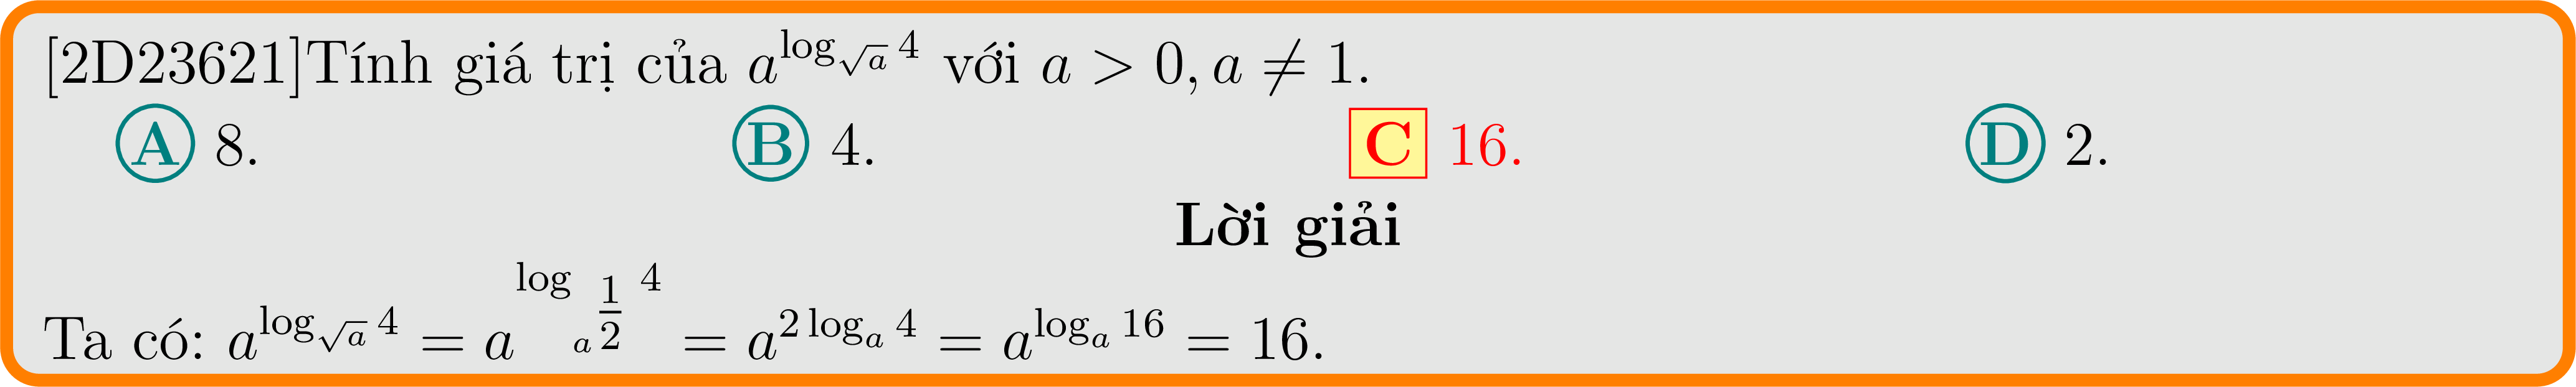 [2D23621]Tính giá trị của $a^{\log_{\sqrt{a}} 4}$ với $a > 0, a \neq 1$.
A 8. B 4. C 16. D 2.
Lời giải
Ta có: $a^{\log_{\sqrt{a}} 4} = a^{\log_{a^{\frac{1}{2}}} 4} = a^{2 \log_a 4} = a^{\log_a 16} = 16$.